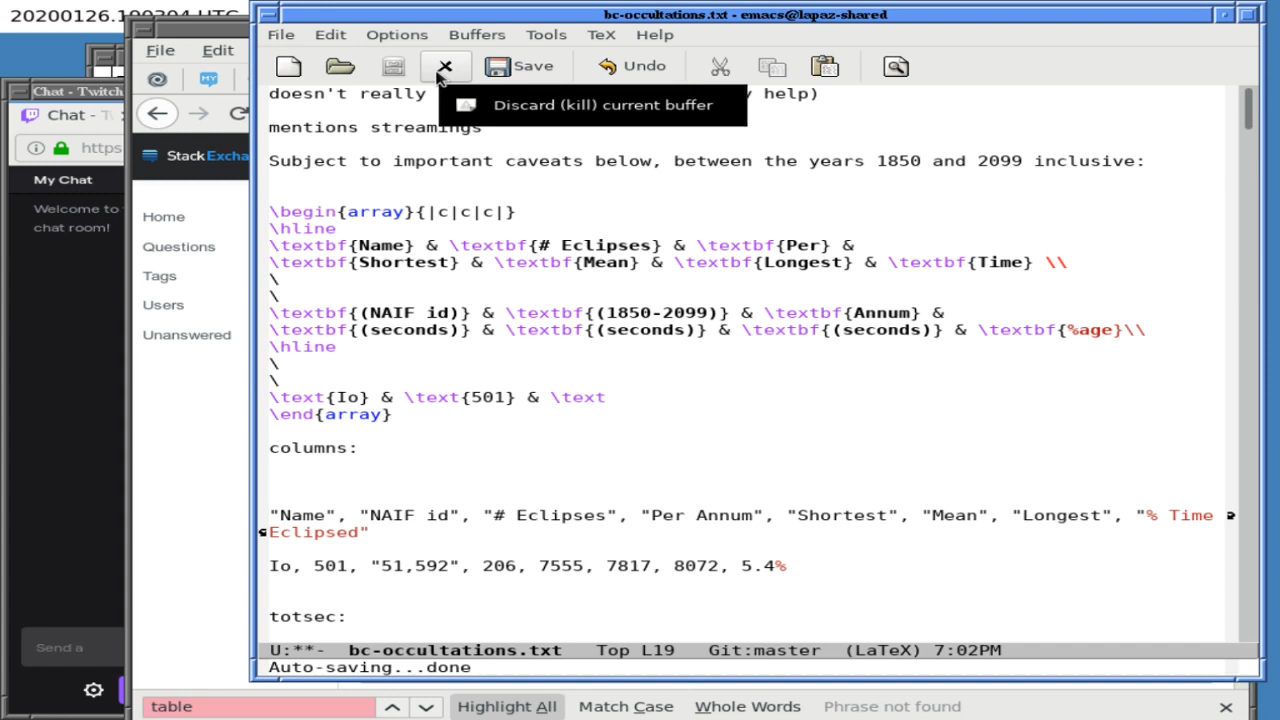 20200126.190304 UTC
bc-occultations.txt - emacs@lapaz-shared
File Edit Options Buffers Tools TeX Help
Save Undo
Discard (kill) current buffer
doesn't really y help)
mentions streamings
Subject to important caveats below, between the years 1850 and 2099 inclusive:
\begin{array}{|c|c|c|}
\hline
\textbf{Name} & \textbf{# Eclipses} & \textbf{Per} &
\textbf{Shortest} & \textbf{Mean} & \textbf{Longest} & \textbf{Time} \\
\
\
\textbf{(NAIF id)} & \textbf{(1850-2099)} & \textbf{Annum} &
\textbf{(seconds)} & \textbf{(seconds)} & \textbf{(seconds)} & \textbf{%age}\\
\hline
\
\
\text{Io} & \text{501} & \text
\end{array}
columns:
"Name", "NAIF id", "# Eclipses", "Per Annum", "Shortest", "Mean", "Longest", "% Time
Eclipsed"
Io, 501, "51,592", 206, 7555, 7817, 8072, 5.4%
totsec:
U:**- bc-occultations.txt Top L19 Git:master (LaTeX) 7:02PM
Auto-saving...done
File Edit
MY
StackExcha
Home
Questions
Tags
Users
Unanswered
table Highlight All Match Case Whole Words Phrase not found
Chat - Twitch
Chat - T
https
My Chat
Welcome to
chat room!
Send a